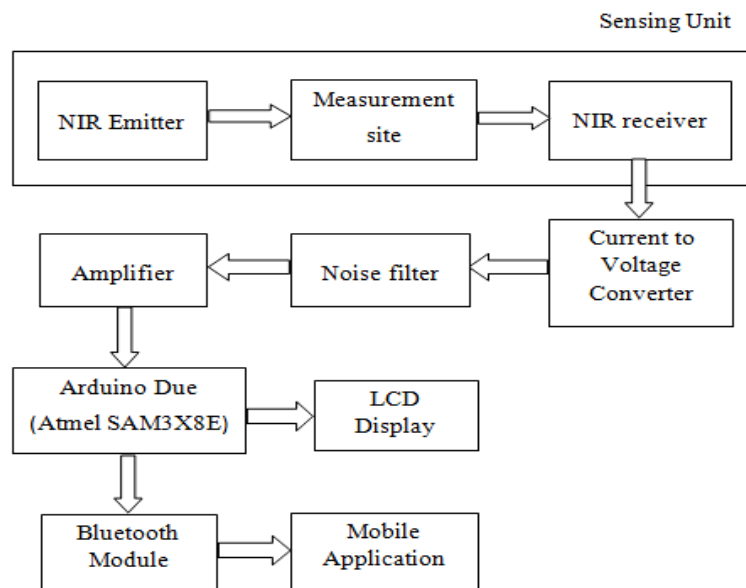 Sensing Unit
NIR Emitter
Measurement
site
NIR receiver
Current to
Voltage
Converter
Noise filter
Amplifier
Arduino Due
(Atmel SAM3X8E)
LCD
Display
Bluetooth
Module
Mobile
Application